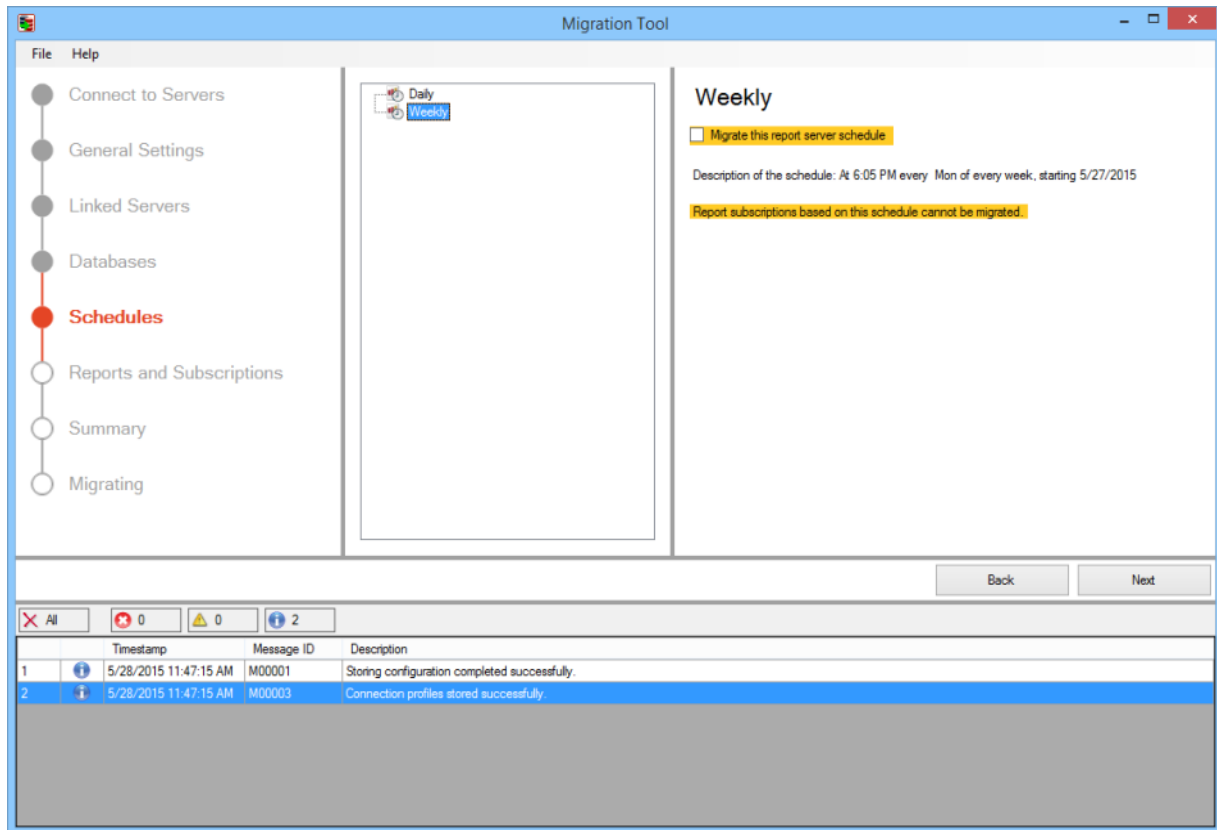 Migration Tool
File Help
Connect to Servers
General Settings
Linked Servers
Databases
Schedules
Reports and Subscriptions
Summary
Migrating
Daily
Weekly
Weekly
Migrate this report server schedule
Description of the schedule: At 6:05 PM every Mon of every week, starting 5/27/2015
Report subscriptions based on this schedule cannot be migrated.
Back Next
All 0 0 2
Timestamp Message ID Description
1 5/28/2015 11:47:15 AM M00001 Storing configuration completed successfully.
2 5/28/2015 11:47:15 AM M00003 Connection profiles stored successfully.